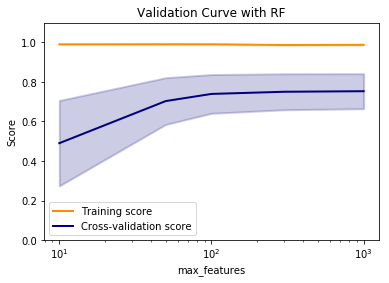 Validation Curve with RF
Score
1.0
0.8
0.6
0.4
0.2
0.0
Training score
Cross-validation score
10¹
10²
10³
max_features